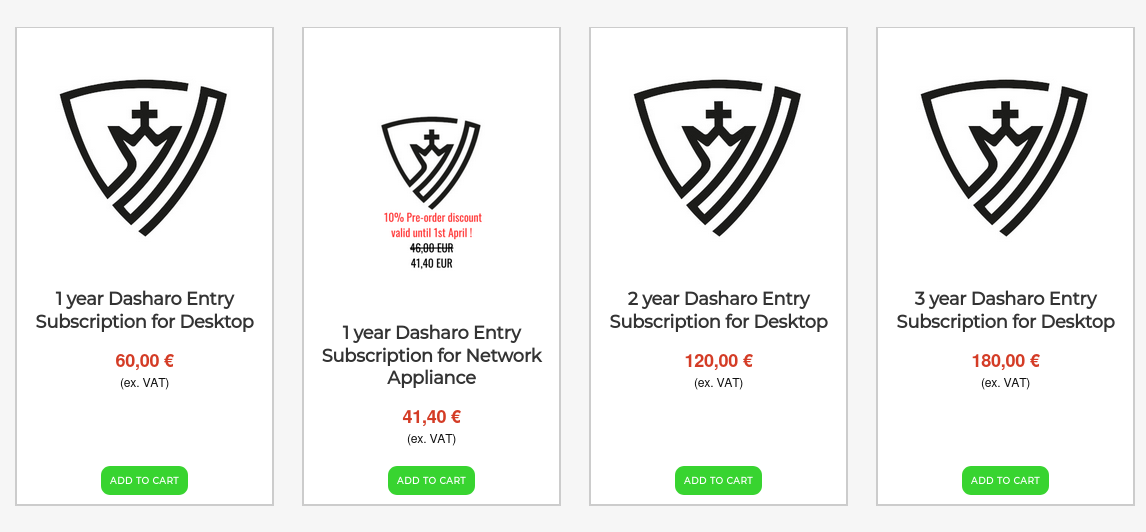 1 year Dasharo Entry
Subscription for Desktop
60,00 €
(ex. VAT)
ADD TO CART
10% Pre-order discount
valid until 1st April !
46,00 EUR
41,40 EUR
1 year Dasharo Entry
Subscription for Network
Appliance
41,40 €
(ex. VAT)
ADD TO CART
2 year Dasharo Entry
Subscription for Desktop
120,00 €
(ex. VAT)
ADD TO CART
3 year Dasharo Entry
Subscription for Desktop
180,00 €
(ex. VAT)
ADD TO CART